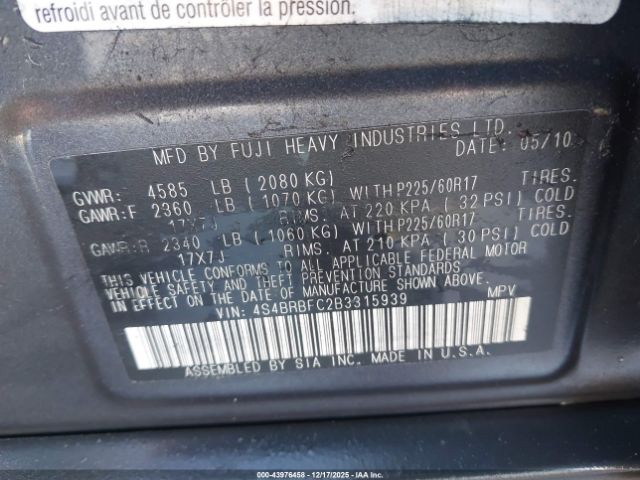 refroidi avant de contrôler la pression.
MFD BY FUJI HEAVY INDUSTRIES LTD. DATE: 05/10
GVWR: 4585 LB ( 2080 KG)
GAWR:F 2360 LB ( 1070 KG) WITH P225/60R17 TIRES.
17X7J RIMS. AT 220 KPA ( 32 PSI) COLD
GAWR:R 2340 LB ( 1060 KG) WITH P225/60R17 TIRES.
17X7J RIMS. AT 210 KPA ( 30 PSI) COLD
THIS VEHICLE CONFORMS TO ALL APPLICABLE FEDERAL MOTOR
VEHICLE SAFETY AND THEFT PREVENTION STANDARDS
IN EFFECT ON THE DATE OF MANUFACTURE SHOWN ABOVE.
VIN: 4S4BRBFC2B3315939 MPV
ASSEMBLED BY SIA INC. MADE IN U.S.A.
© IAAI 43976458 - 12/17/2025 - IAA, Inc.